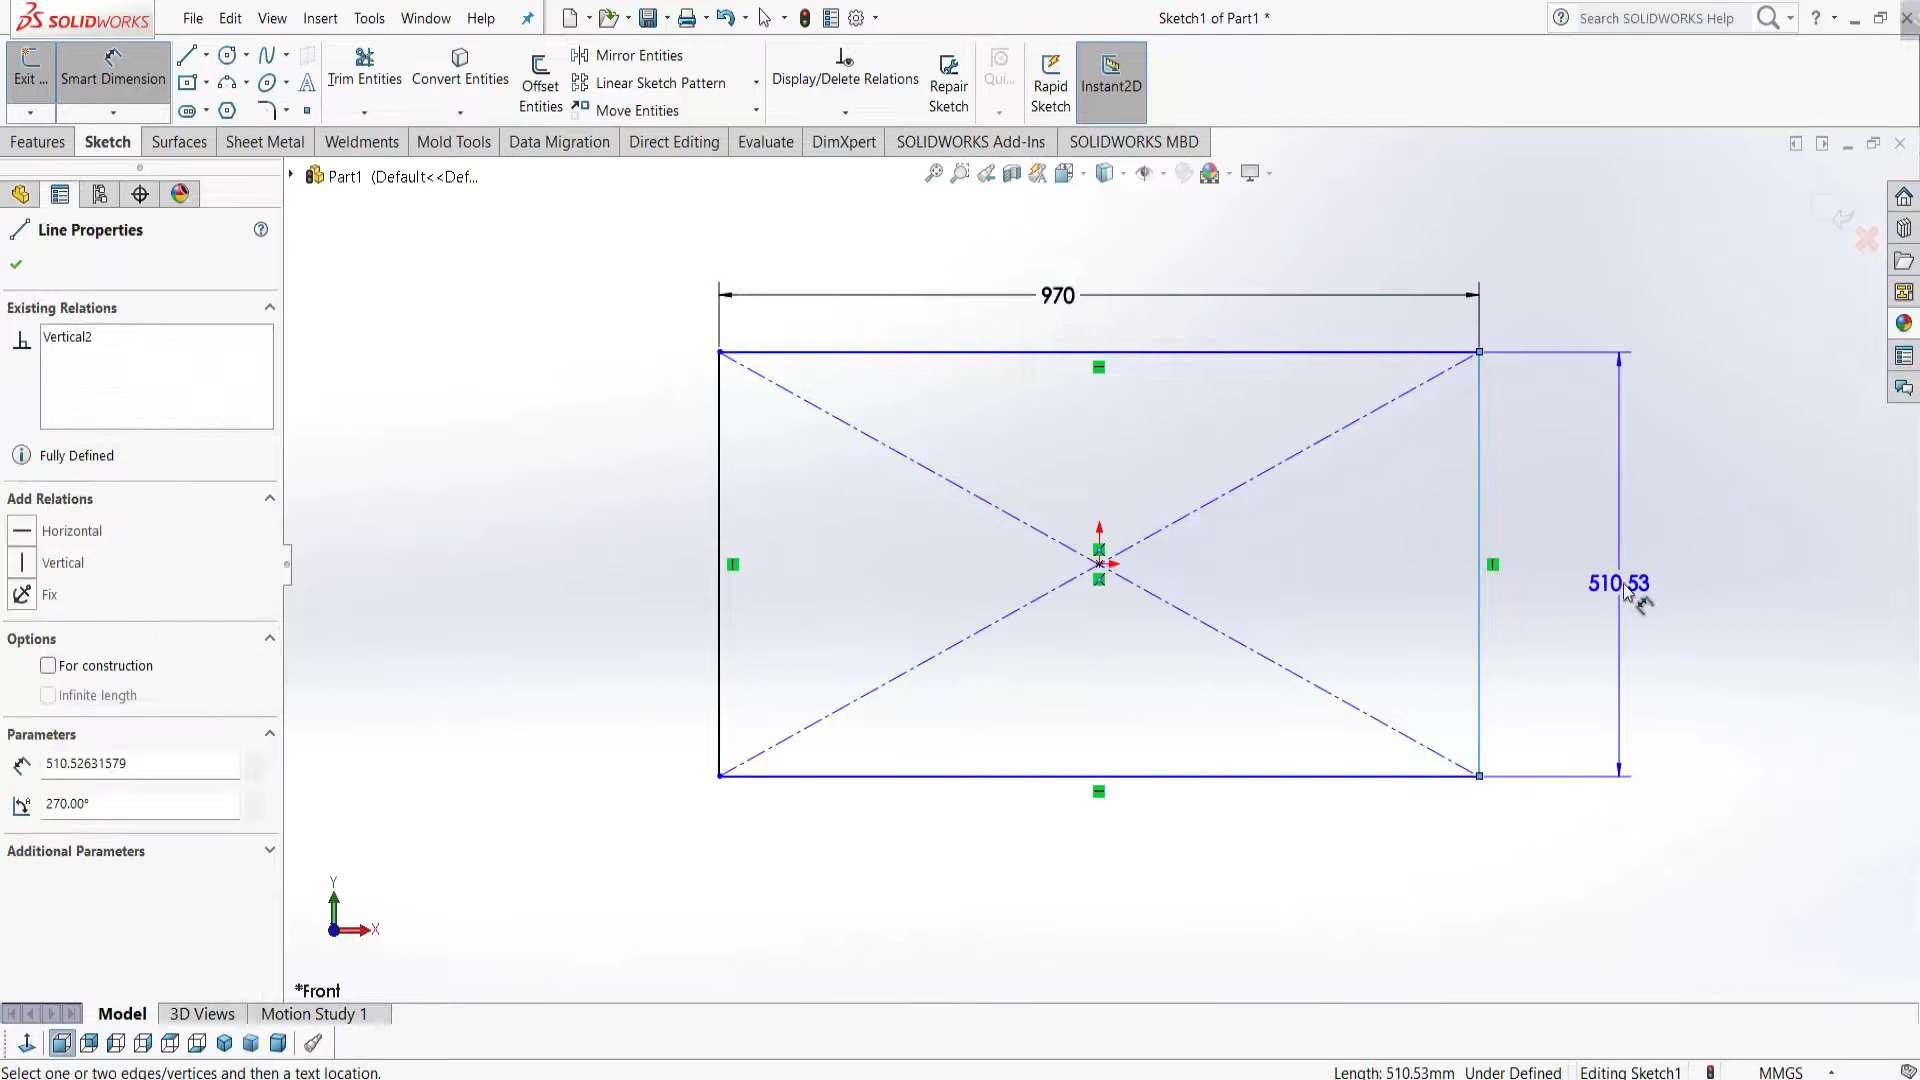 SOLIDWORKS File Edit View Insert Tools Window Help Sketch1 of Part1 * Search SOLIDWORKS Help ?
Exit ... Smart Dimension Trim Entities Convert Entities Offset Entities Mirror Entities Linear Sketch Pattern Move Entities Display/Delete Relations Repair Sketch Qui... Rapid Sketch Instant2D
Features Sketch Surfaces Sheet Metal Weldments Mold Tools Data Migration Direct Editing Evaluate DimXpert SOLIDWORKS Add-Ins SOLIDWORKS MBD
Part1 (Default<<Def...
Line Properties
Existing Relations
Vertical2
Fully Defined
Add Relations
Horizontal
Vertical
Fix
Options
For construction
Infinite length
Parameters
510.52631579
270.00°
Additional Parameters
970
510.53
Y
X
*Front
Model 3D Views Motion Study 1
Select one or two edges/vertices and then a text location. Length: 510.53mm Under Defined Editing Sketch1 MMGS